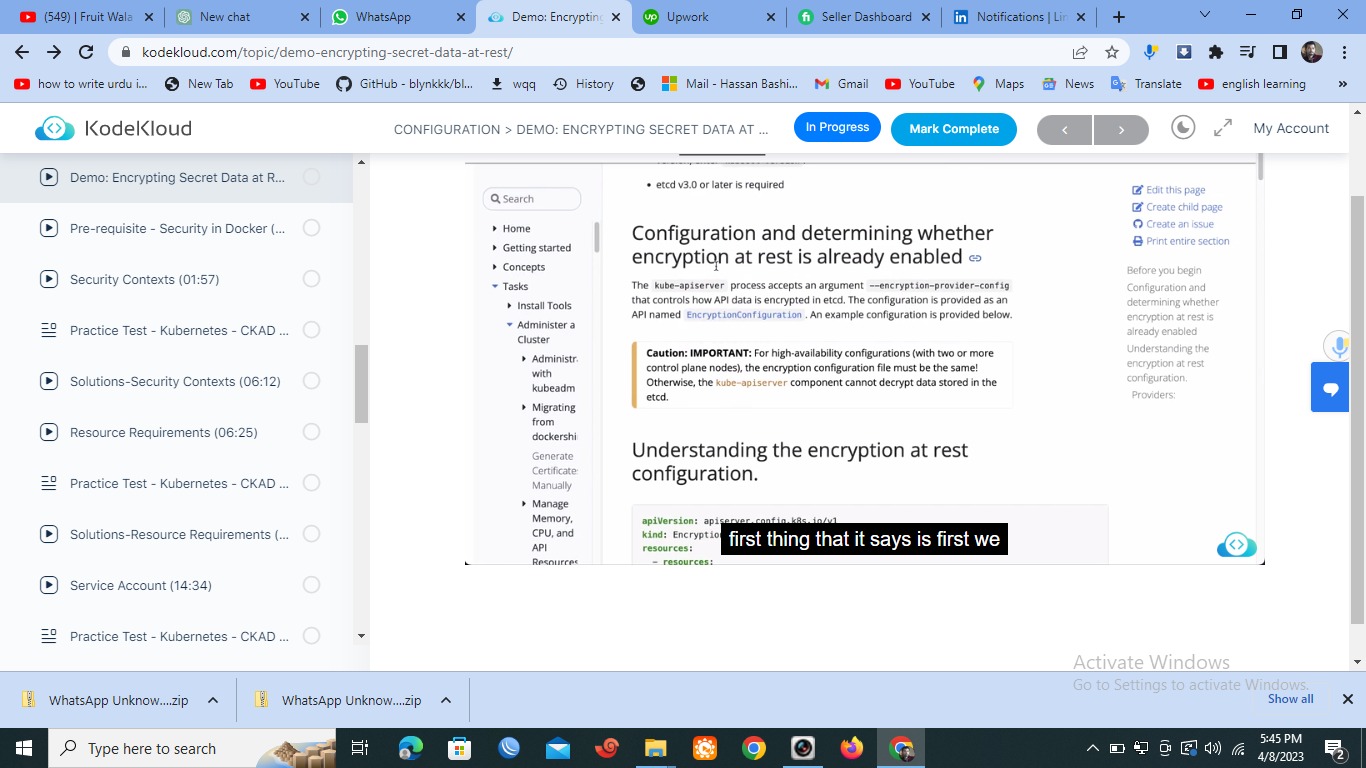 (549) | Fruit Wala
New chat
WhatsApp
Demo: Encrypting
Upwork
Seller Dashboard
Notifications | Lin
kodekloud.com/topic/demo-encrypting-secret-data-at-rest/
how to write urdu i...
New Tab
YouTube
GitHub - blynkkk/bl...
wqq
History
Mail - Hassan Bashi...
Gmail
YouTube
Maps
News
Translate
english learning
KodeKloud
CONFIGURATION > DEMO: ENCRYPTING SECRET DATA AT ...
In Progress
Mark Complete
My Account
Demo: Encrypting Secret Data at R...
Pre-requisite - Security in Docker (...
Security Contexts (01:57)
Practice Test - Kubernetes - CKAD ...
Solutions-Security Contexts (06:12)
Resource Requirements (06:25)
Practice Test - Kubernetes - CKAD ...
Solutions-Resource Requirements (...
Service Account (14:34)
Practice Test - Kubernetes - CKAD ...
Search
Home
Getting started
Concepts
Tasks
Install Tools
Administer a
Cluster
Administr
with
kubeadm
Migrating
from
dockershi
Generate
Certificate
Manually
Manage
Memory,
CPU, and
API
Resources
• etcd v3.0 or later is required
Configuration and determining whether
encryption at rest is already enabled
The kube-apiserver process accepts an argument --encryption-provider-config
that controls how API data is encrypted in etcd. The configuration is provided as an
API named EncryptionConfiguration . An example configuration is provided below.
Caution: IMPORTANT: For high-availability configurations (with two or more
control plane nodes), the encryption configuration file must be the same!
Otherwise, the kube-apiserver component cannot decrypt data stored in the
etcd.
Understanding the encryption at rest
configuration.
apiVersion: apiserver.config.k8s.io/v1
kind: Encryptio
resources:
- resources:
first thing that it says is first we
Edit this page
Create child page
Create an issue
Print entire section
Before you begin
Configuration and
determining whether
encryption at rest is
already enabled
Understanding the
encryption at rest
configuration.
Providers:
Activate Windows
Go to Settings to activate Windows.
WhatsApp Unknow....zip
WhatsApp Unknow....zip
Show all
Type here to search
5:45 PM
4/8/2023
2